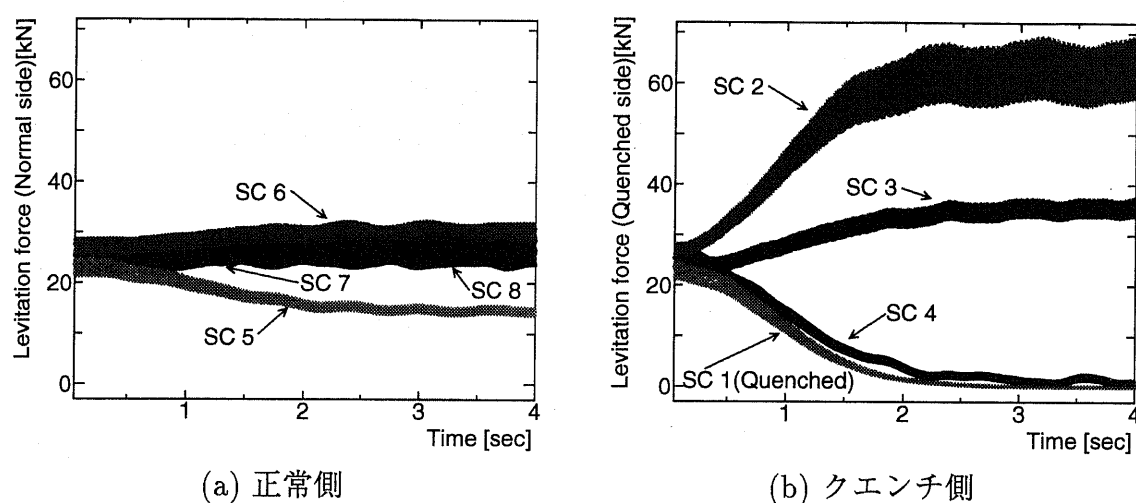 Levitation force (Normal side)[kN]
60
40
20
0
SC 6
SC 7
SC 8
SC 5
1
2
3
4
Time [sec]
(a) 正常側
Levitation force (Quenched side)[kN]
60
40
20
0
SC 2
SC 3
SC 4
SC 1(Quenched)
1
2
3
4
Time [sec]
(b) クエンチ側